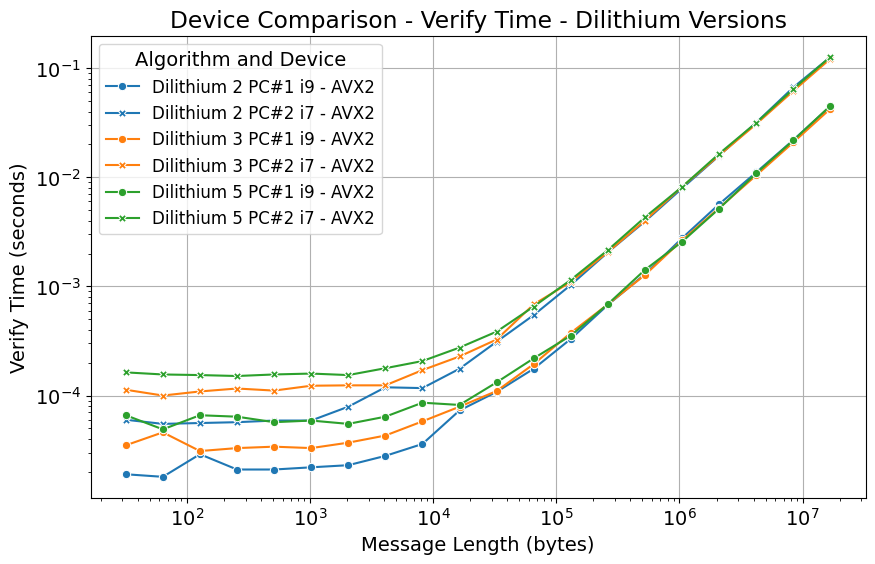 Device Comparison - Verify Time - Dilithium Versions
Algorithm and Device
Dilithium 2 PC#1 i9 - AVX2
Dilithium 2 PC#2 i7 - AVX2
Dilithium 3 PC#1 i9 - AVX2
Dilithium 3 PC#2 i7 - AVX2
Dilithium 5 PC#1 i9 - AVX2
Dilithium 5 PC#2 i7 - AVX2
Verify Time (seconds)
10⁻¹
10⁻²
10⁻³
10⁻⁴
10² 10³ 10⁴ 10⁵ 10⁶ 10⁷
Message Length (bytes)